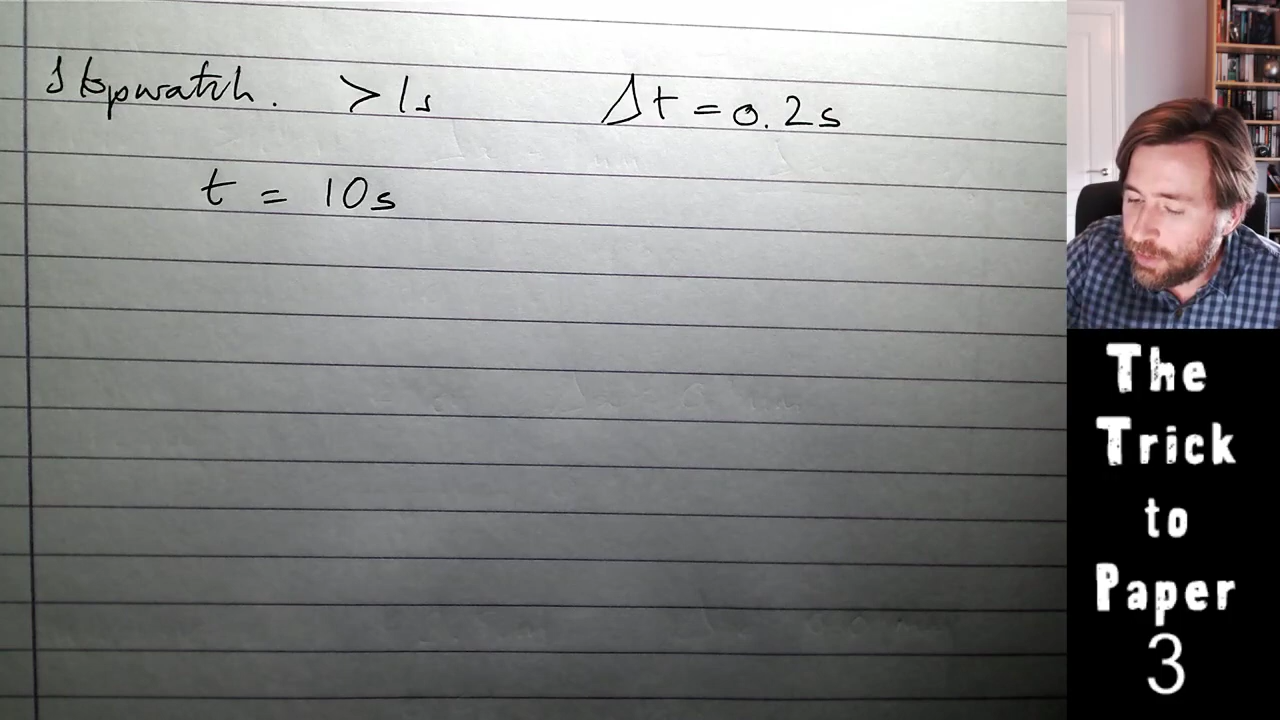 Stopwatch. > 1s Δt = 0.2s
t = 10s
The
Trick
to
Paper
3